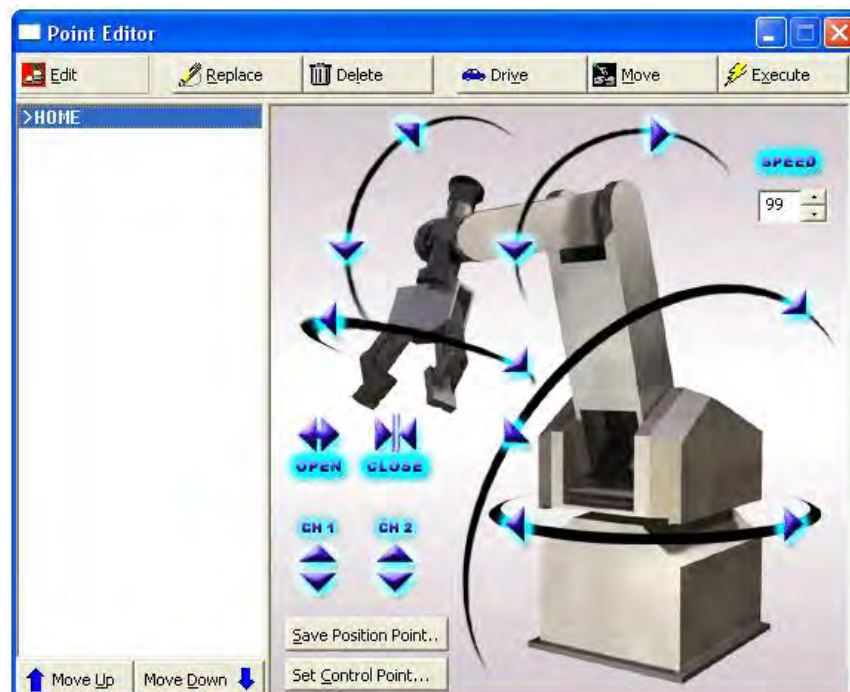 Point Editor
Edit Replace Delete Drive Move Execute
>HOME
SPEED
99
OPEN CLOSE
CH 1 CH 2
Save Position Point..
Set Control Point...
Move Up Move Down